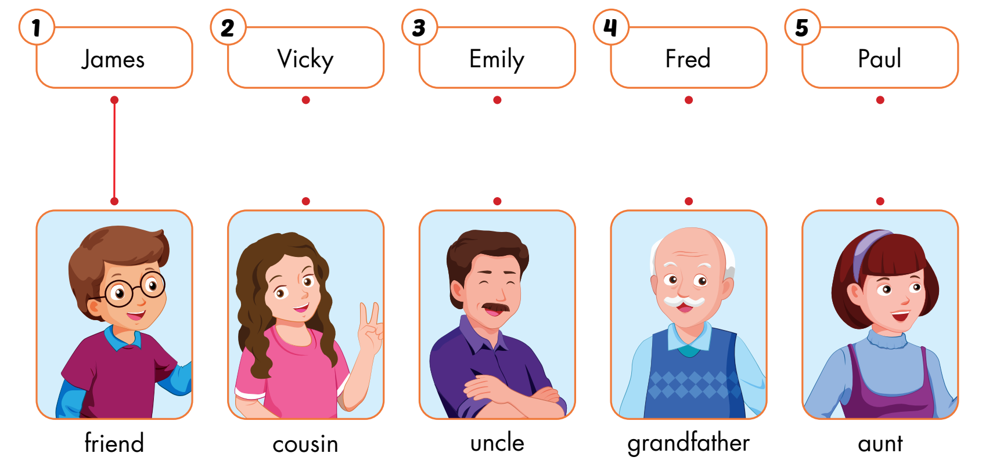 1
James
2
Vicky
3
Emily
4
Fred
5
Paul
friend
cousin
uncle
grandfather
aunt